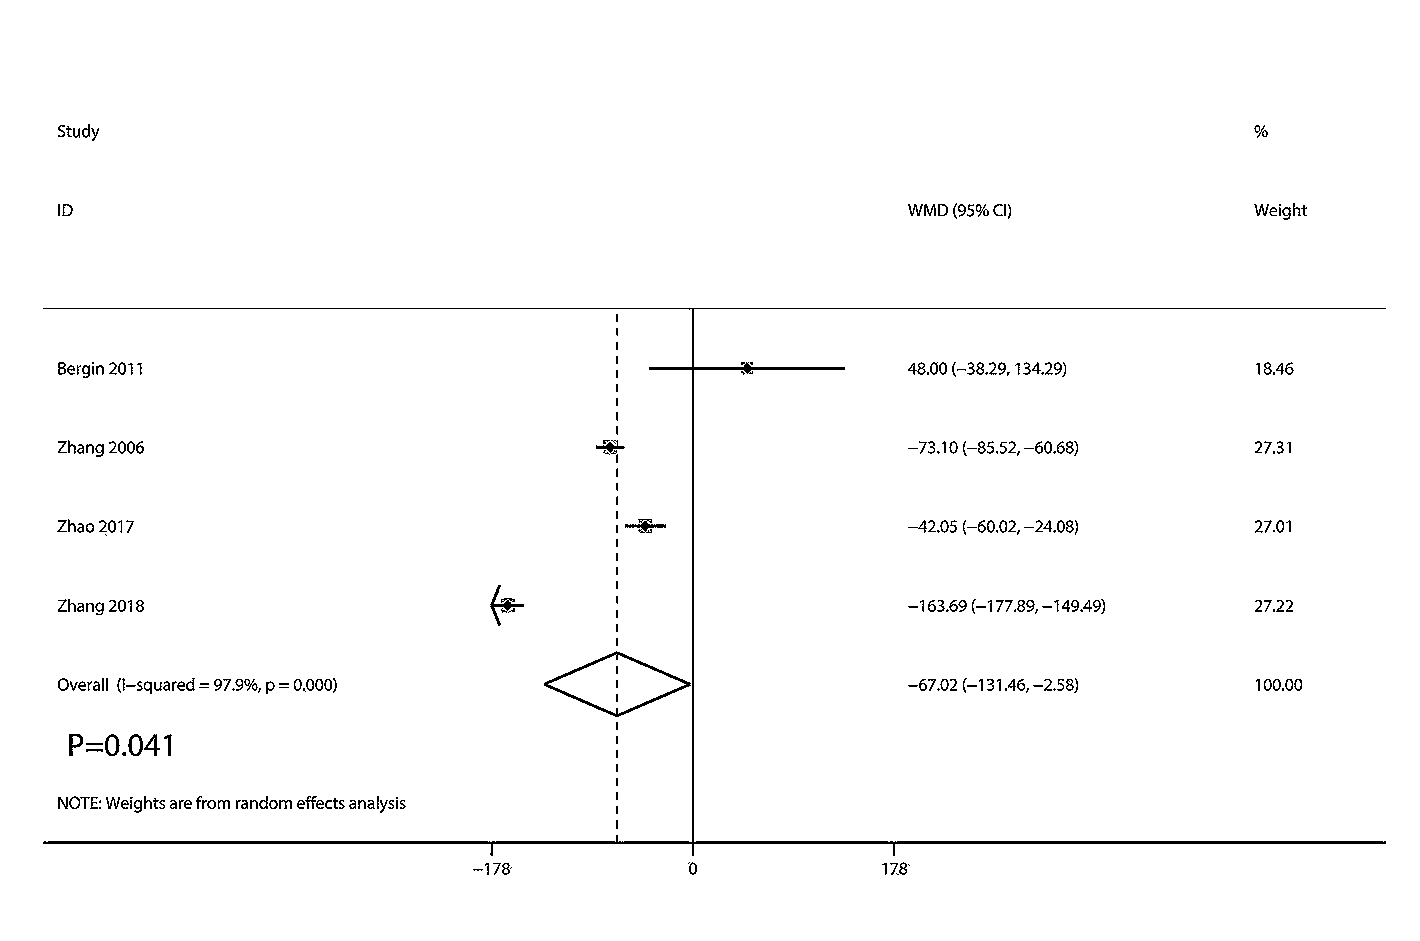 Study %
ID WMD (95% CI) Weight
Bergin 2011 48.00 (−38.29, 134.29) 18.46
Zhang 2006 −73.10 (−85.52, −60.68) 27.31
Zhao 2017 −42.05 (−60.02, −24.08) 27.01
Zhang 2018 −163.69 (−177.89, −149.49) 27.22
Overall (I−squared = 97.9%, p = 0.000) −67.02 (−131.46, −2.58) 100.00
P=0.041
NOTE: Weights are from random effects analysis
−178 0 178